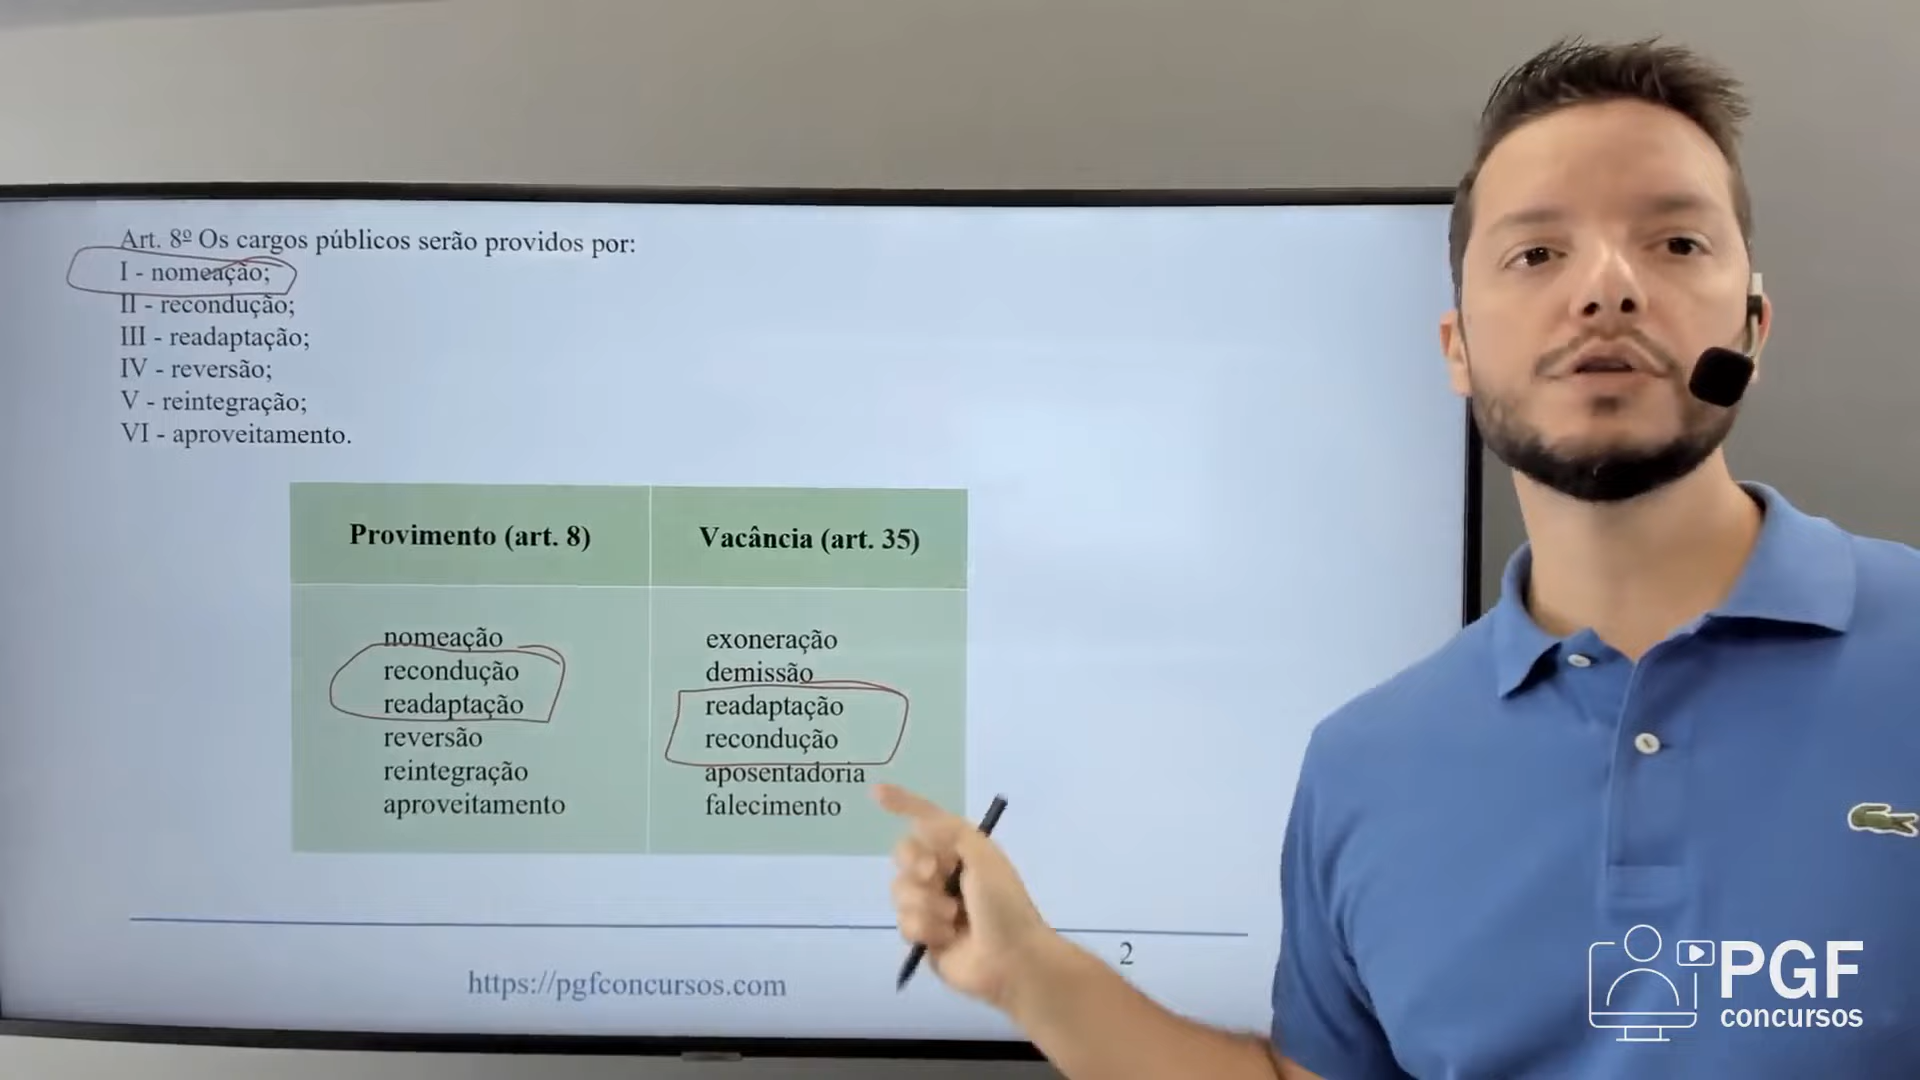 Art. 8º Os cargos públicos serão providos por:
I - nomeação;
II - recondução;
III - readaptação;
IV - reversão;
V - reintegração;
VI - aproveitamento.
Provimento (art. 8)
nomeação
recondução
readaptação
reversão
reintegração
aproveitamento
Vacância (art. 35)
exoneração
demissão
readaptação
recondução
aposentadoria
falecimento
2
https://pgfconcursos.com
PGF
concursos